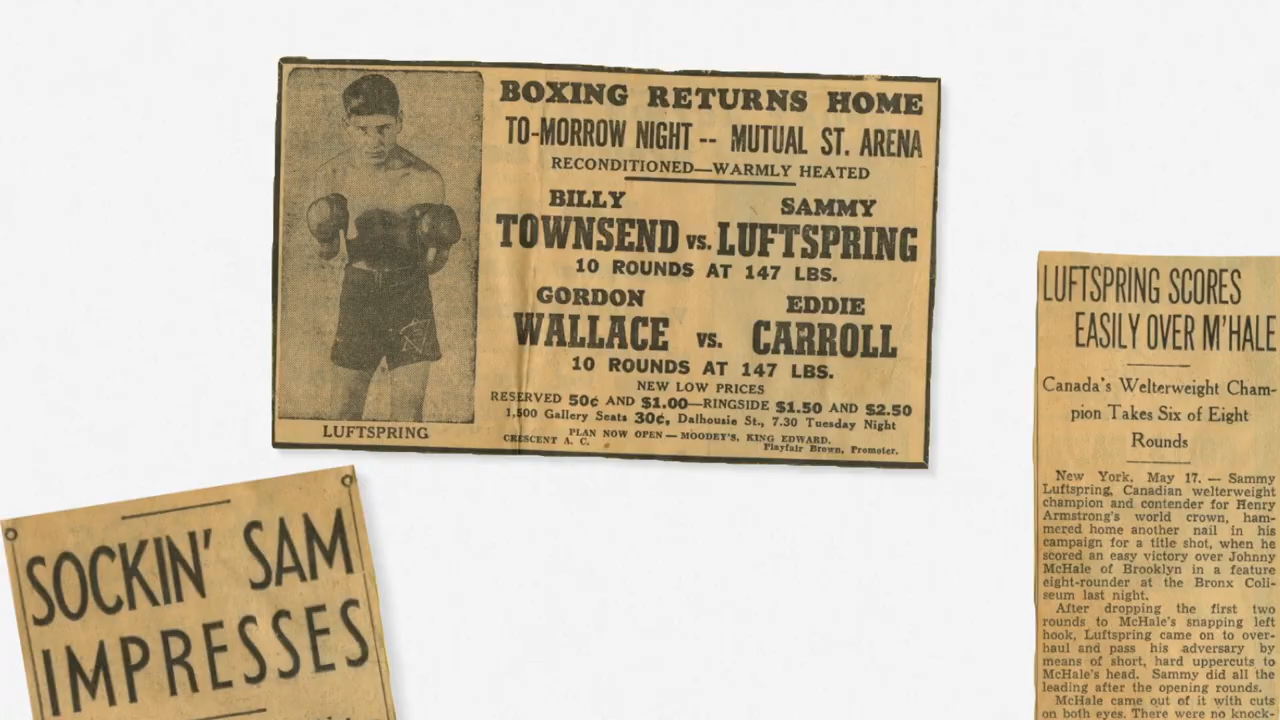 BOXING RETURNS HOME
TO-MORROW NIGHT -- MUTUAL ST. ARENA
RECONDITIONED—WARMLY HEATED
BILLY TOWNSEND vs. SAMMY LUFTSPRING
10 ROUNDS AT 147 LBS.
GORDON WALLACE vs. EDDIE CARROLL
10 ROUNDS AT 147 LBS.
NEW LOW PRICES
RESERVED 50¢ AND $1.00—RINGSIDE $1.50 AND $2.50
1,500 Gallery Seats 30¢, Dalhousie St., 7.30 Tuesday Night
PLAN NOW OPEN — MOODEY'S, KING EDWARD.
CRESCENT A. C. Playfair Brown, Promoter.
LUFTSPRING
SOCKIN' SAM
IMPRESSES
LUFTSPRING SCORES
EASILY OVER M'HALE
Canada's Welterweight Cham-
pion Takes Six of Eight
Rounds
New York, May 17. — Sammy
Luftspring, Canadian welterweight
champion and contender for Henry
Armstrong's world crown, ham-
mered home another nail in his
campaign for a title shot, when he
scored an easy victory over Johnny
McHale of Brooklyn in a feature
eight-rounder at the Bronx Coli-
seum last night.
After dropping the first two
rounds to McHale's snapping left
hook, Luftspring came on to over-
haul and pass his adversary by
means of short, hard uppercuts to
McHale's head. Sammy did all the
leading after the opening rounds.
McHale came out of it with cuts
on both eyes. There were no knock-